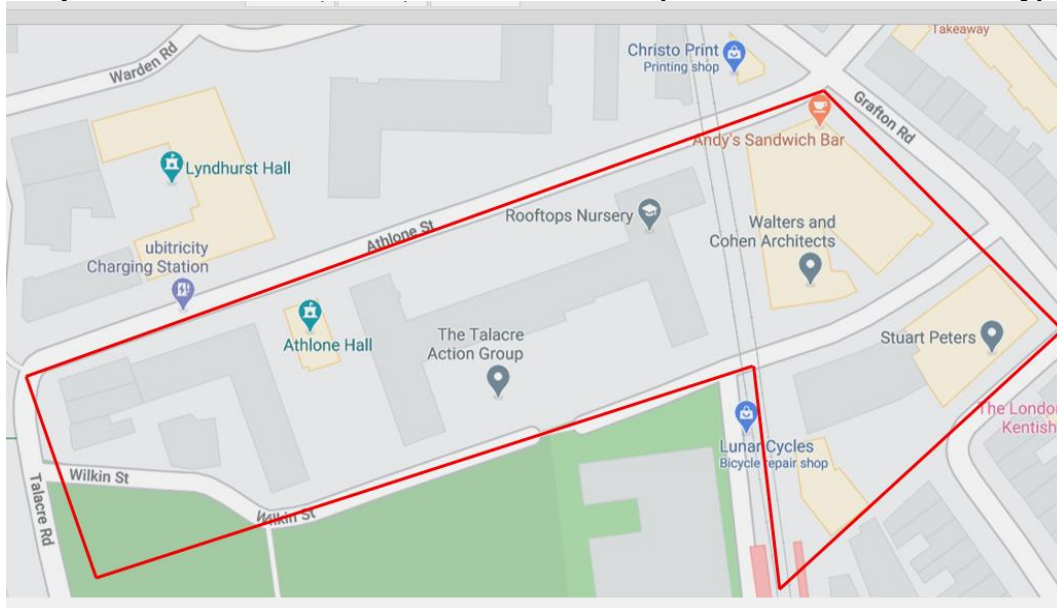 Takeaway
Christo Print
Printing shop
Warden Rd
Grafton Rd
Andy's Sandwich Bar
Lyndhurst Hall
Rooftops Nursery
Walters and
Cohen Architects
Athlone St
ubitricity
Charging Station
Athlone Hall
The Talacre
Action Group
Stuart Peters
The Londo
Kentish
Lunar Cycles
Bicycle repair shop
Wilkin St
Talacre Rd
Wilkin St